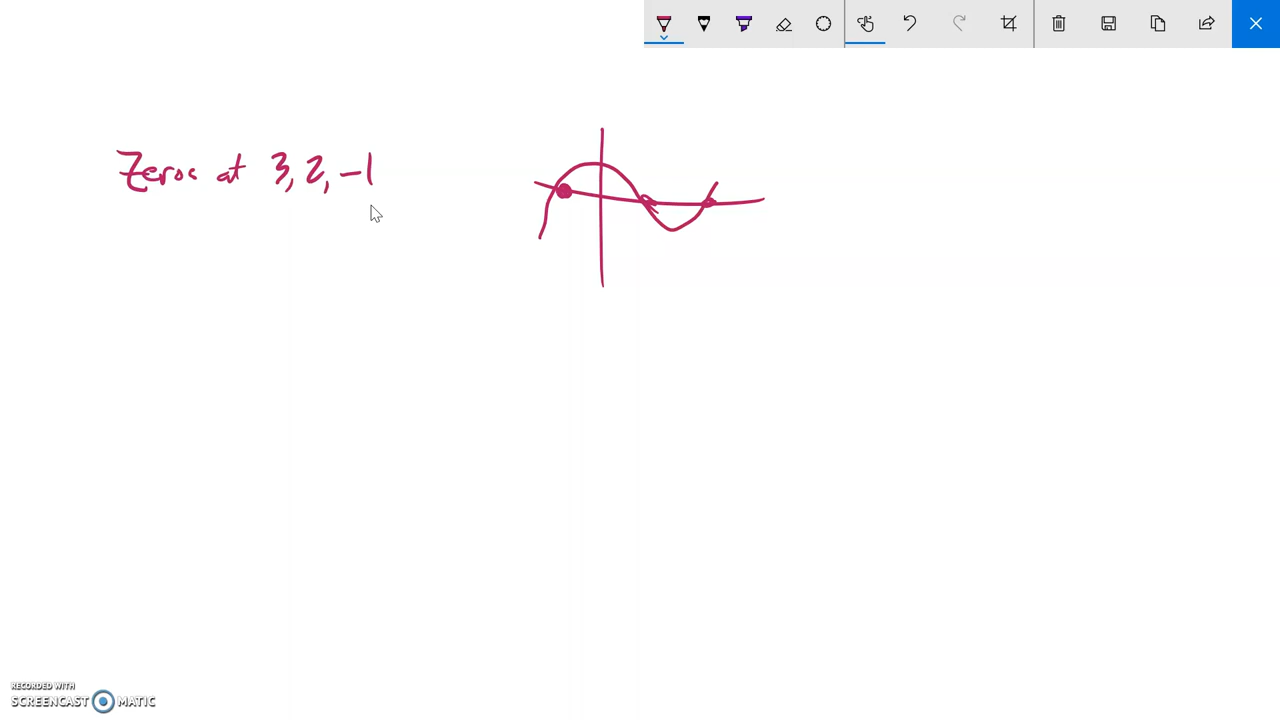 Zeros at 3, 2, -1
RECORDED WITH
SCREENCAST MATIC